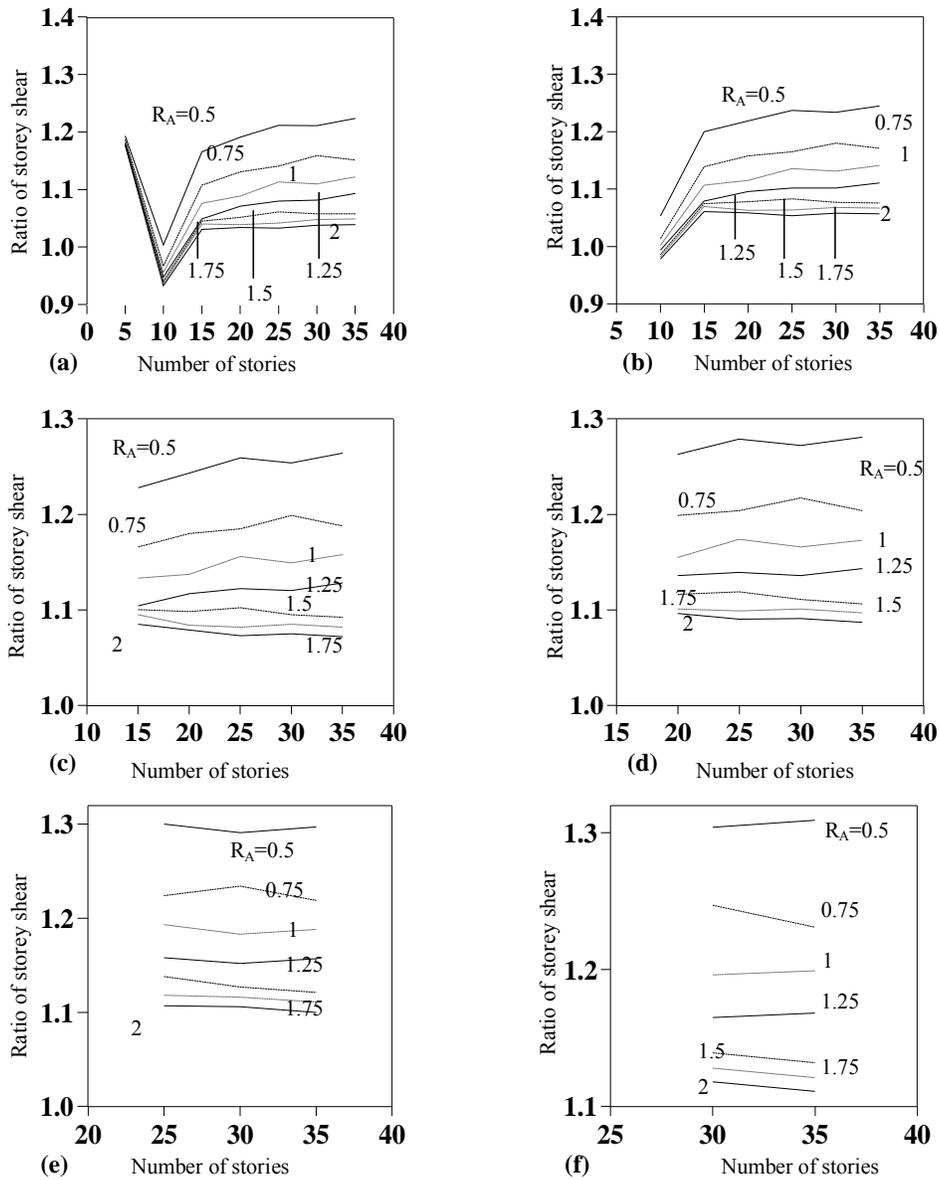 1.4
1.3
1.2
1.1
1.0
0.9
Ratio of storey shear
R_A=0.5
0.75
1
2
1.75
1.25
1.5
0 5 10 15 20 25 30 35 40
(a) Number of stories
1.4
1.3
1.2
1.1
1.0
0.9
Ratio of storey shear
R_A=0.5
0.75
1
2
1.25
1.5
1.75
5 10 15 20 25 30 35 40
(b) Number of stories
1.3
1.2
1.1
1.0
Ratio of storey shear
R_A=0.5
0.75
1
1.25
1.5
2
1.75
10 15 20 25 30 35 40
(c) Number of stories
1.3
1.2
1.1
1.0
Ratio of storey shear
R_A=0.5
0.75
1
1.25
1.75
1.5
2
15 20 25 30 35 40
(d) Number of stories
1.3
1.2
1.1
1.0
Ratio of storey shear
R_A=0.5
0.75
1
1.25
1.75
2
20 25 30 35 40
(e) Number of stories
1.3
1.2
1.1
Ratio of storey shear
R_A=0.5
0.75
1
1.25
1.5
1.75
2
25 30 35 40
(f) Number of stories